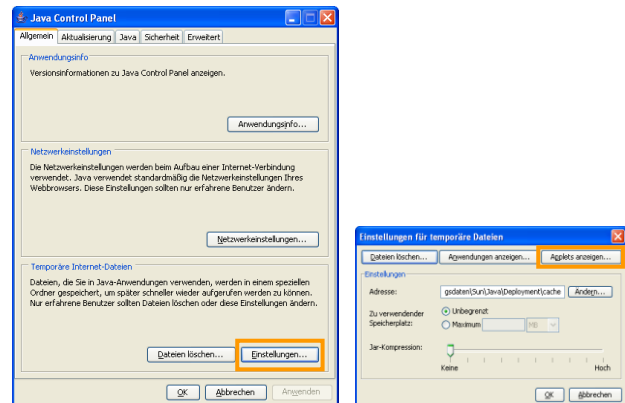 Java Control Panel
Allgemein Aktualisierung Java Sicherheit Erweitert
Anwendungsinfo
Versionsinformationen zu Java Control Panel anzeigen.
Anwendungsinfo...
Netzwerkeinstellungen
Die Netzwerkeinstellungen werden beim Aufbau einer Internet-Verbindung
verwendet. Java verwendet standardmäßig die Netzwerkeinstellungen Ihres
Webbrowsers. Diese Einstellungen sollten nur erfahrene Benutzer ändern.
Netzwerkeinstellungen...
Temporäre Internet-Dateien
Dateien, die Sie in Java-Anwendungen verwenden, werden in einem speziellen
Ordner gespeichert, um später schneller wieder aufgerufen werden zu können.
Nur erfahrene Benutzer sollten Dateien löschen oder diese Einstellungen ändern.
Dateien löschen... Einstellungen...
OK Abbrechen Anwenden
Einstellungen für temporäre Dateien
Dateien löschen... Anwendungen anzeigen... Applets anzeigen...
Einstellungen
Adresse: gsdaten\Sun\Java\Deployment\cache Ändern...
Zu verwendender
Speicherplatz:
Unbegrenzt
Maximum MB
Jar-Kompression:
Keine Hoch
OK Abbrechen